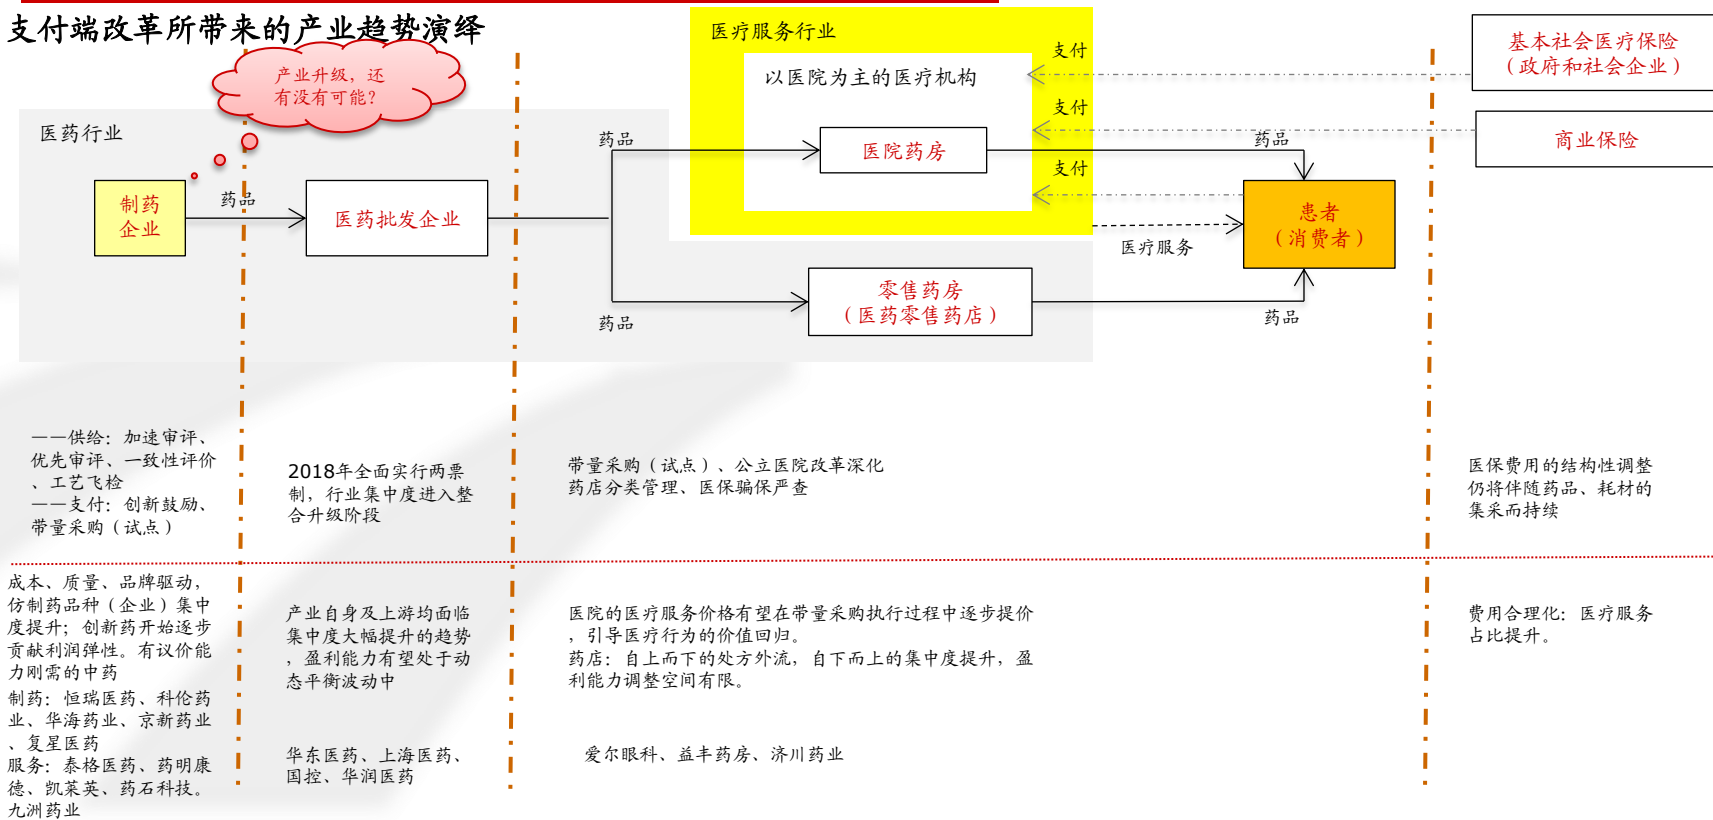 支付端改革所带来的产业趋势演绎
产业升级，还
有没有可能？
医药行业
制药
企业
药品
医药批发企业
药品
药品
医疗服务行业
以医院为主的医疗机构
医院药房
零售药房
（医药零售药店）
支付
支付
支付
药品
医疗服务
药品
患者
（消费者）
基本社会医疗保险
（政府和社会企业）
商业保险
——供给：加速审评、
优先审评、一致性评价
、工艺飞检
——支付：创新鼓励、
带量采购（试点）
2018年全面实行两票
制，行业集中度进入整
合升级阶段
带量采购（试点）、公立医院改革深化
药店分类管理、医保骗保严查
医保费用的结构性调整
仍将伴随药品、耗材的
集采而持续
成本、质量、品牌驱动，
仿制药品种（企业）集中
度提升；创新药开始逐步
贡献利润弹性。有议价能
力刚需的中药
制药：恒瑞医药、科伦药
业、华海药业、京新药业
、复星医药
服务：泰格医药、药明康
德、凯莱英、药石科技。
九洲药业
产业自身及上游均面临
集中度大幅提升的趋势
，盈利能力有望处于动
态平衡波动中
华东医药、上海医药、
国控、华润医药
医院的医疗服务价格有望在带量采购执行过程中逐步提价
，引导医疗行为的价值回归。
药店：自上而下的处方外流，自下而上的集中度提升，盈
利能力调整空间有限。
爱尔眼科、益丰药房、济川药业
费用合理化：医疗服务
占比提升。